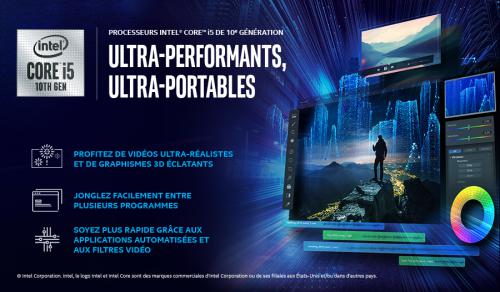 intel®
CORE i5
10TH GEN
PROCESSEURS INTEL® CORE™ i5 DE 10ᵉ GÉNÉRATION
ULTRA-PERFORMANTS,
ULTRA-PORTABLES
PROFITEZ DE VIDÉOS ULTRA-RÉALISTES
ET DE GRAPHISMES 3D ÉCLATANTS
JONGLEZ FACILEMENT ENTRE
PLUSIEURS PROGRAMMES
SOYEZ PLUS RAPIDE GRÂCE AUX
APPLICATIONS AUTOMATISÉES ET
AUX FILTRES VIDÉO
© Intel Corporation. Intel, le logo Intel et Intel Core sont des marques commerciales d'Intel Corporation ou de ses filiales aux États-Unis et/ou dans d'autres pays.